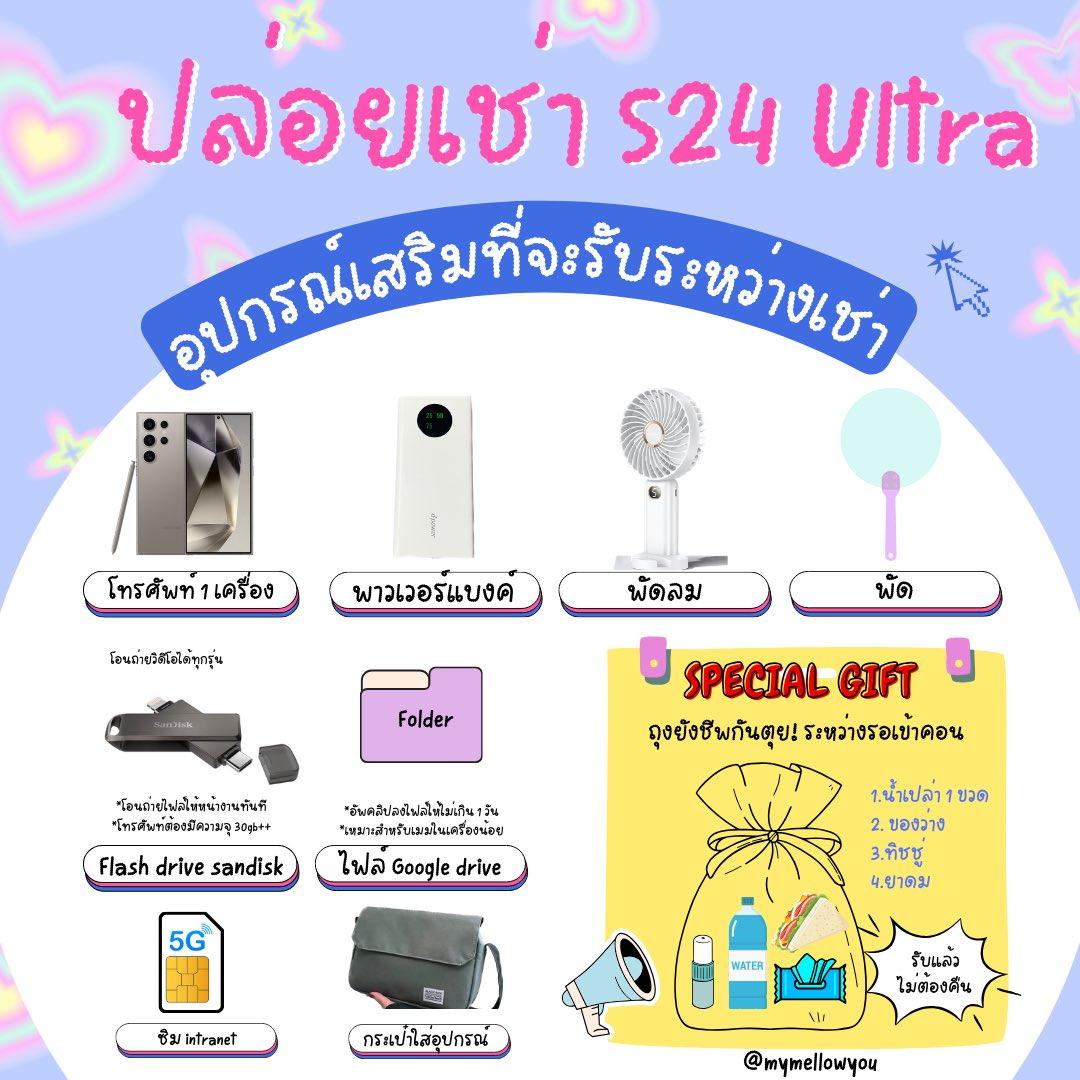 ปล่อยเช่า S24 Ultra
อุปกรณ์เสริมที่จะรับระหว่างเช่า
25 50
75
dpower
5
โทรศัพท์ 1 เครื่อง
พาวเวอร์แบงค์
พัดลม
พัด
โอนถ่ายวิดีโอได้ทุกรุ่น
SanDisk
*โอนถ่ายไฟล์ให้หน้างานทันที
*โทรศัพท์ต้องมีความจุ 30gb++
Flash drive sandisk
Folder
*อัพคลิปลงไฟล์ให้ไม่เกิน 1 วัน
*เหมาะสำหรับเมมในเครื่องน้อย
ไฟล์ Google drive
5G
ซิม intranet
กระเป๋าใส่อุปกรณ์
SPECIAL GIFT
ถุงยังชีพกันตุย! ระหว่างรอเข้าคอน
1.น้ำเปล่า 1 ขวด
2. ของว่าง
3.ทิชชู่
4.ยาดม
WATER
รับแล้ว
ไม่ต้องคืน
@mymellowyou